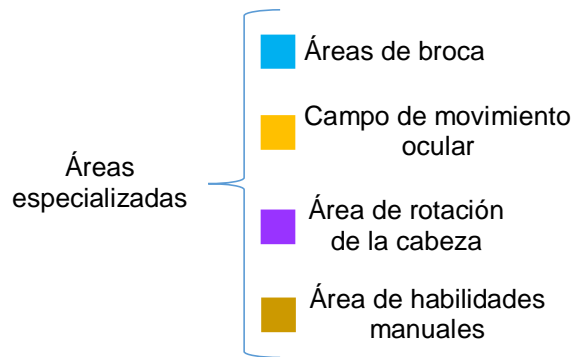 Áreas
especializadas
Áreas de broca
Campo de movimiento
ocular
Área de rotación
de la cabeza
Área de habilidades
manuales